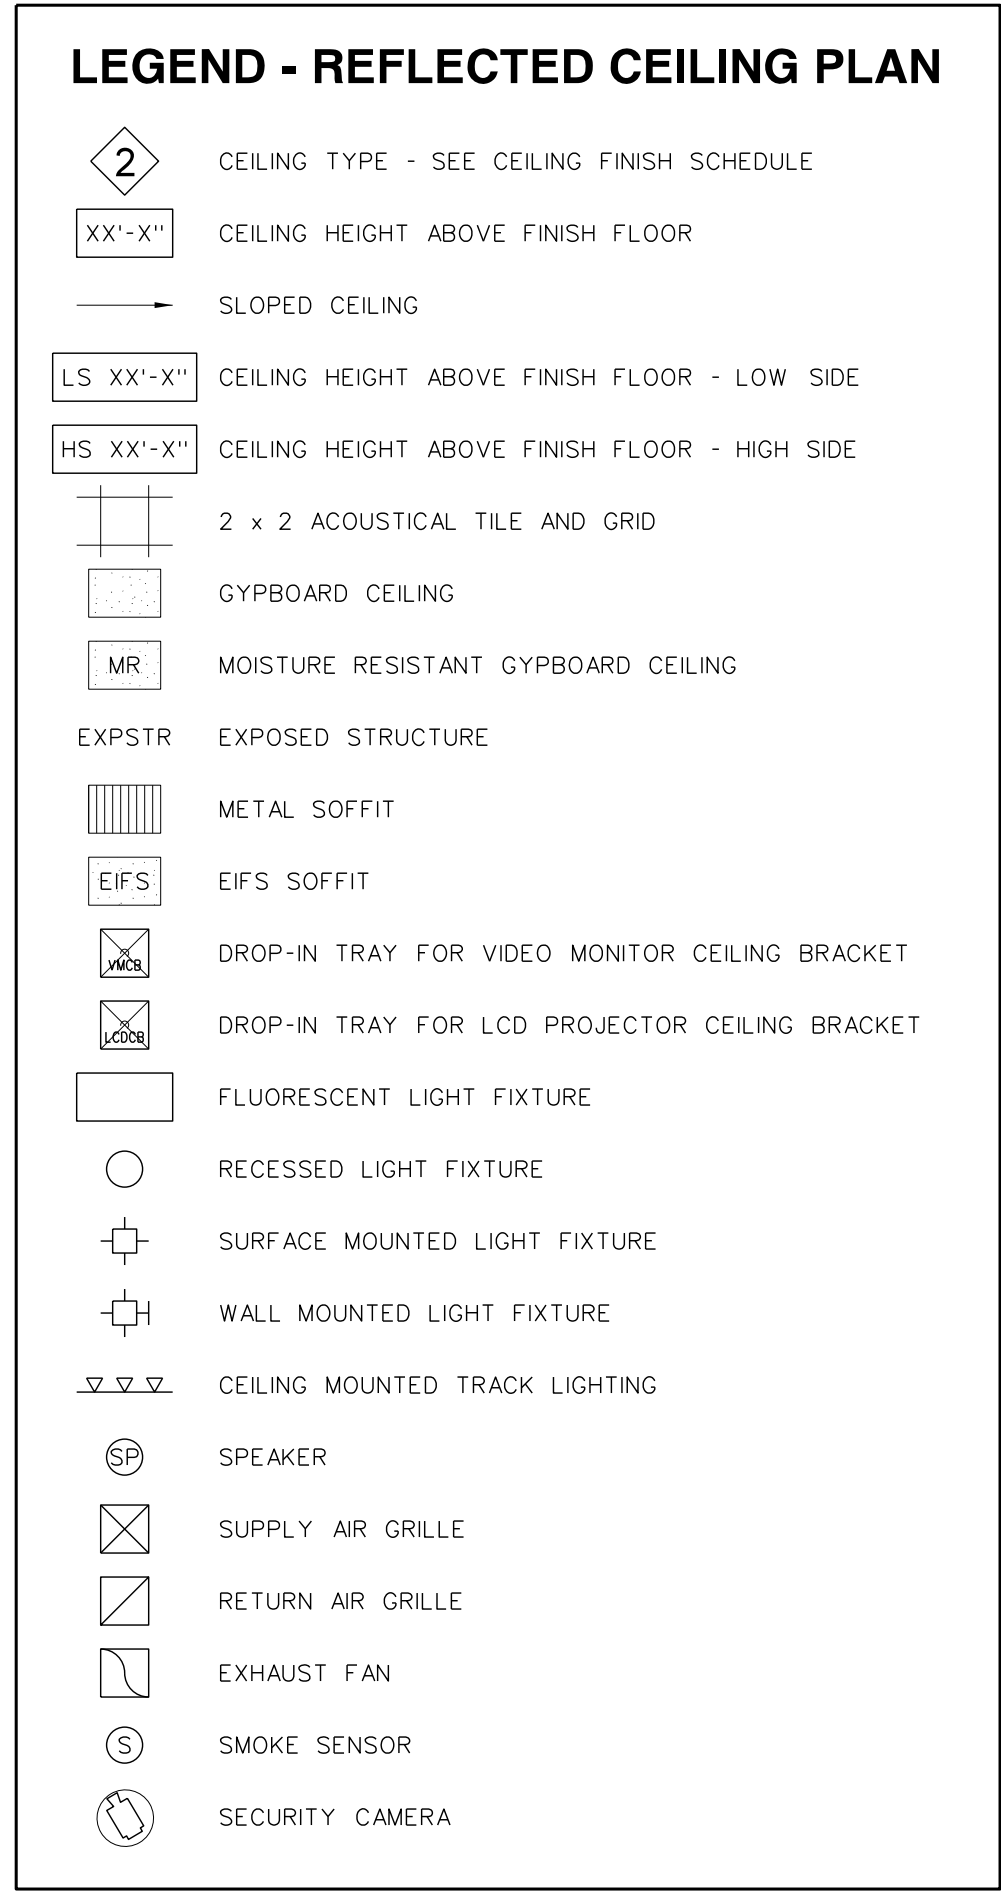 LEGEND - REFLECTED CEILING PLAN
2 CEILING TYPE - SEE CEILING FINISH SCHEDULE
XX'-X" CEILING HEIGHT ABOVE FINISH FLOOR
SLOPED CEILING
LS XX'-X" CEILING HEIGHT ABOVE FINISH FLOOR - LOW SIDE
HS XX'-X" CEILING HEIGHT ABOVE FINISH FLOOR - HIGH SIDE
2 x 2 ACOUSTICAL TILE AND GRID
GYPBOARD CEILING
MR MOISTURE RESISTANT GYPBOARD CEILING
EXPSTR EXPOSED STRUCTURE
METAL SOFFIT
EIFS EIFS SOFFIT
VMCB DROP-IN TRAY FOR VIDEO MONITOR CEILING BRACKET
LCDCB DROP-IN TRAY FOR LCD PROJECTOR CEILING BRACKET
FLUORESCENT LIGHT FIXTURE
RECESSED LIGHT FIXTURE
SURFACE MOUNTED LIGHT FIXTURE
WALL MOUNTED LIGHT FIXTURE
CEILING MOUNTED TRACK LIGHTING
SP SPEAKER
SUPPLY AIR GRILLE
RETURN AIR GRILLE
EXHAUST FAN
S SMOKE SENSOR
SECURITY CAMERA